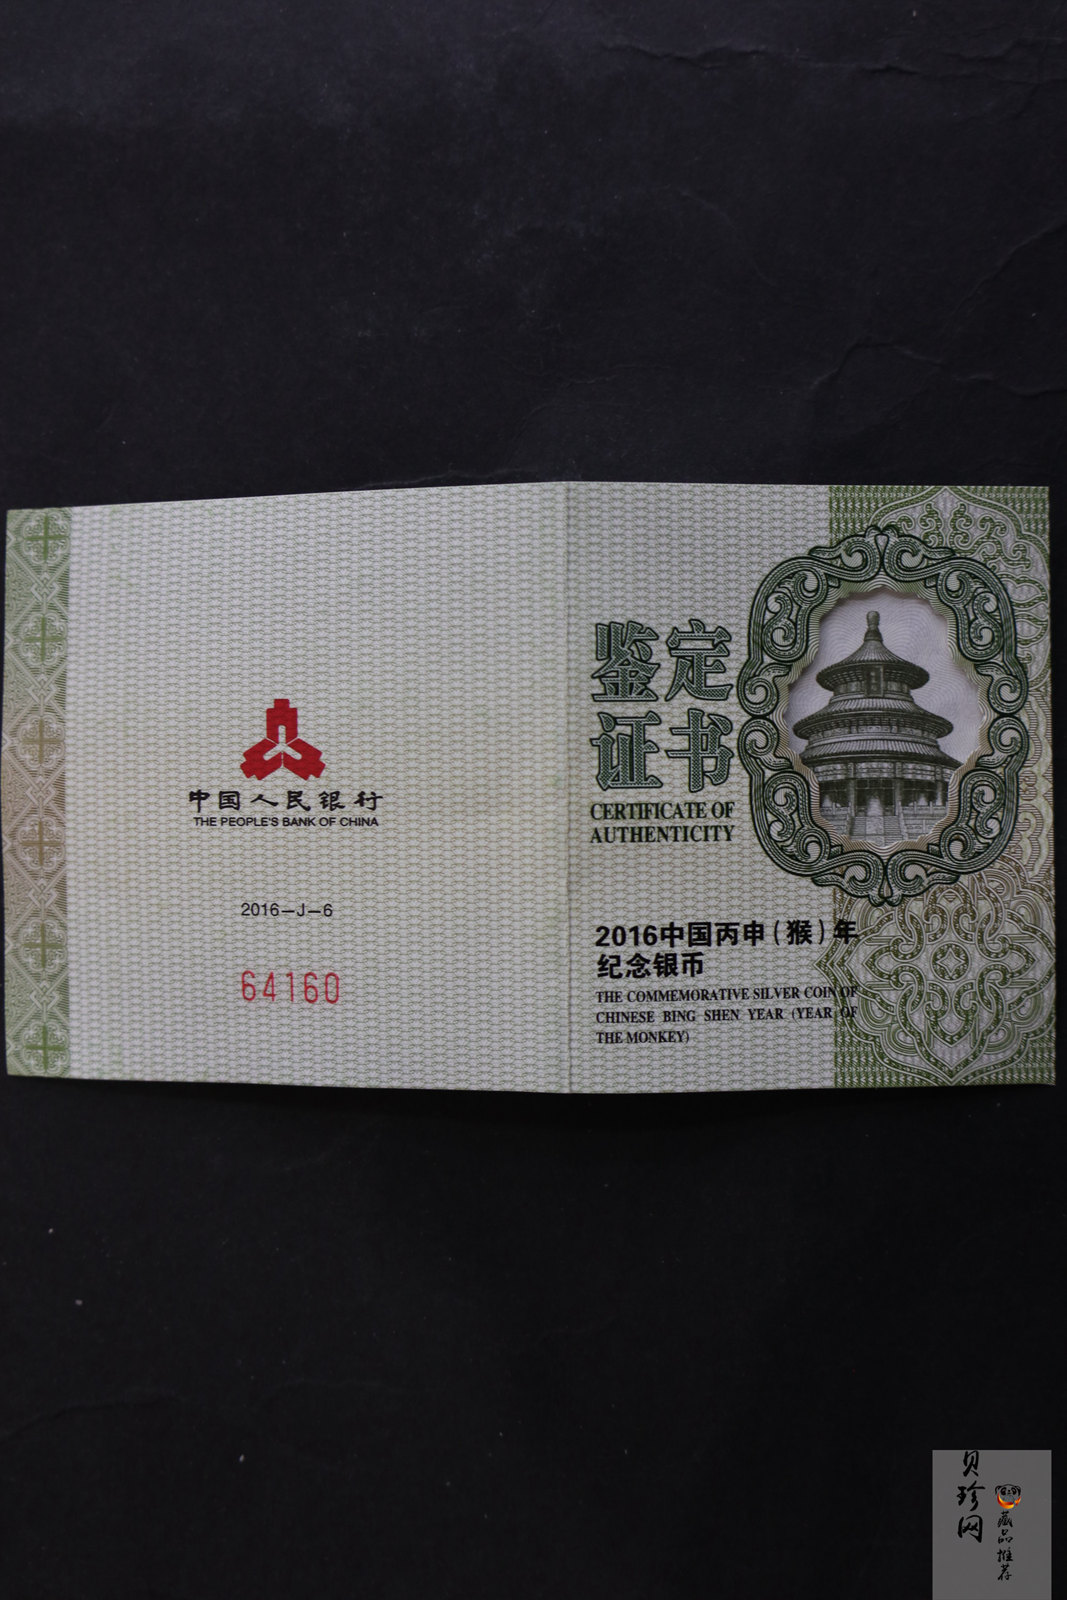 中国人民银行
THE PEOPLE'S BANK OF CHINA
2016-J-6
64160
鉴定
证书
CERTIFICATE OF
AUTHENTICITY
2016中国丙申(猴)年
纪念银币
THE COMMEMORATIVE SILVER COIN OF
CHINESE BING SHEN YEAR (YEAR OF
THE MONKEY)
贝珍网
藏品推荐